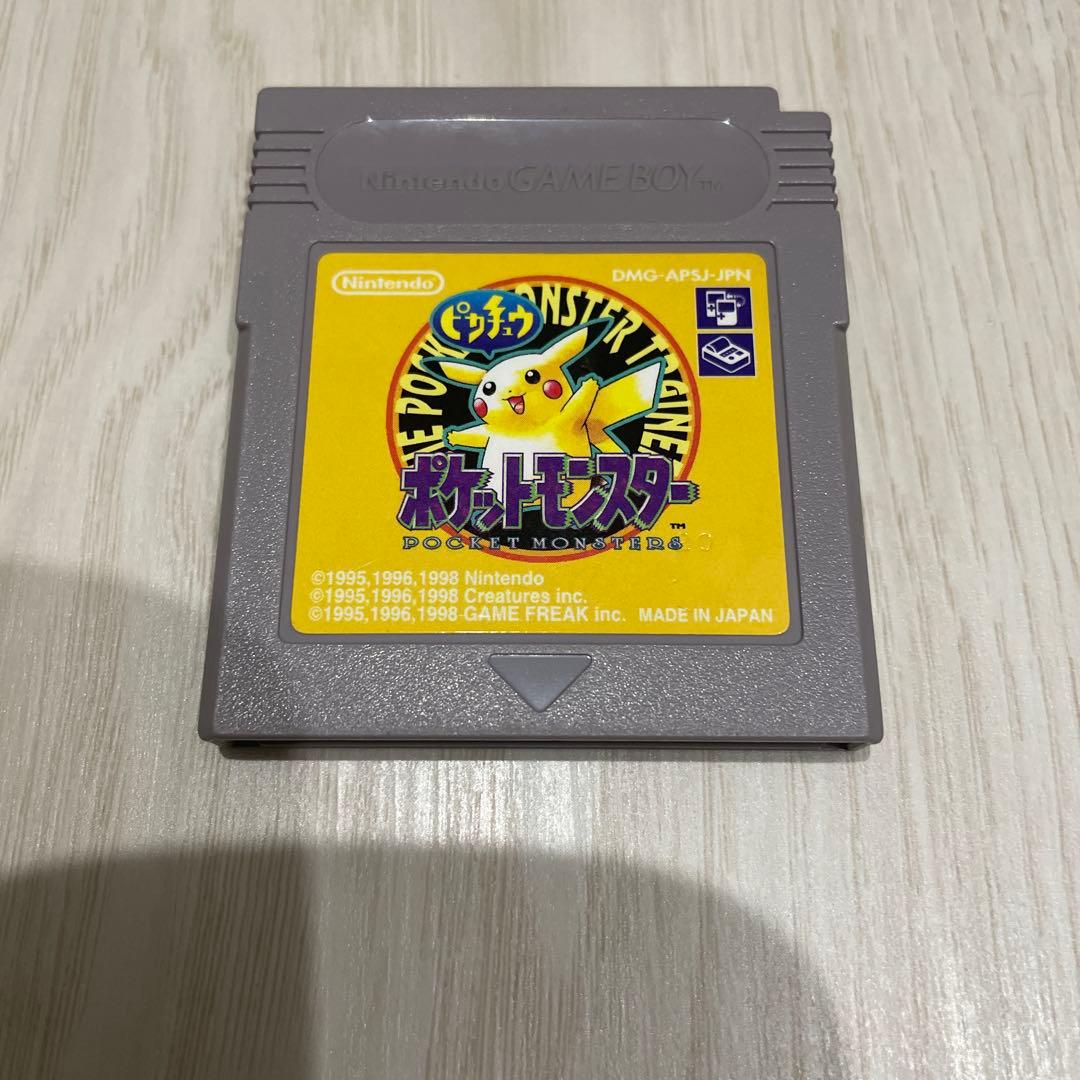 Nintendo GAME BOY™
Nintendo
DMG-APSJ-JPN
ピカチュウ
ポケットモンスター
™
POCKET MONSTERS
©1995,1996,1998 Nintendo
©1995,1996,1998 Creatures inc.
©1995,1996,1998 GAME FREAK inc. MADE IN JAPAN